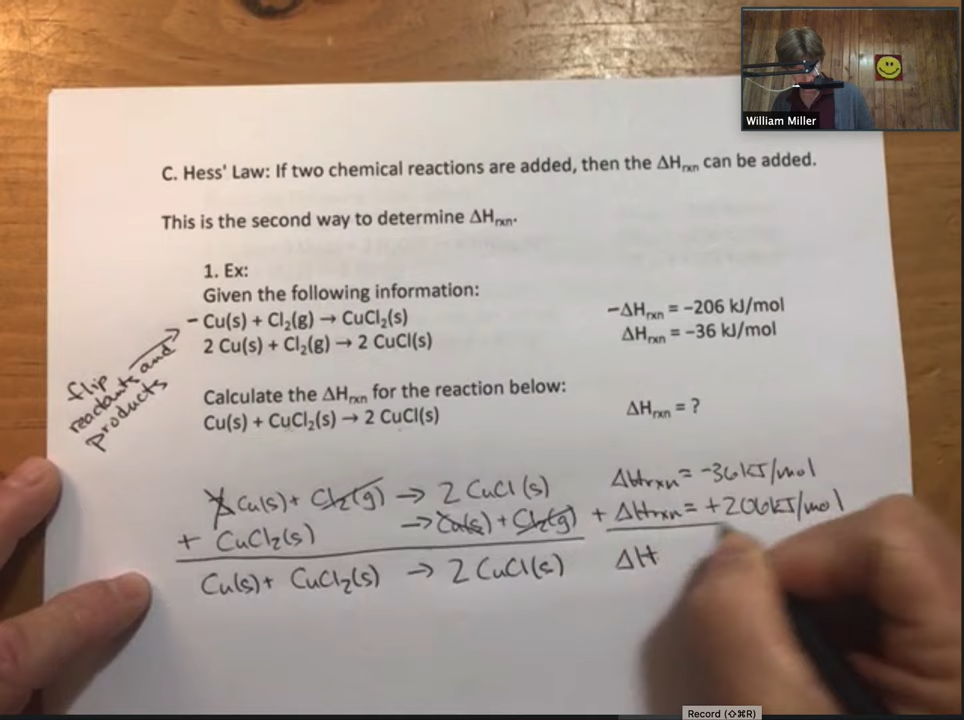 William Miller
C. Hess' Law: If two chemical reactions are added, then the ΔHrxn can be added.
This is the second way to determine ΔHrxn.
1. Ex:
Given the following information:
- Cu(s) + Cl₂(g) → CuCl₂(s) -ΔHrxn = −206 kJ/mol
2 Cu(s) + Cl₂(g) → 2 CuCl(s) ΔHrxn = −36 kJ/mol
flip
reactants and
products
Calculate the ΔHrxn for the reaction below:
Cu(s) + CuCl₂(s) → 2 CuCl(s) ΔHrxn = ?
2 Cu(s) + Cl₂(g) → 2 CuCl(s) ΔHrxn = -36kJ/mol
+ CuCl₂(s) → Cu(s) + Cl₂(g) + ΔHrxn = +206kJ/mol
Cu(s) + CuCl₂(s) → 2 CuCl(s) ΔH
Record (⇧⌘R)